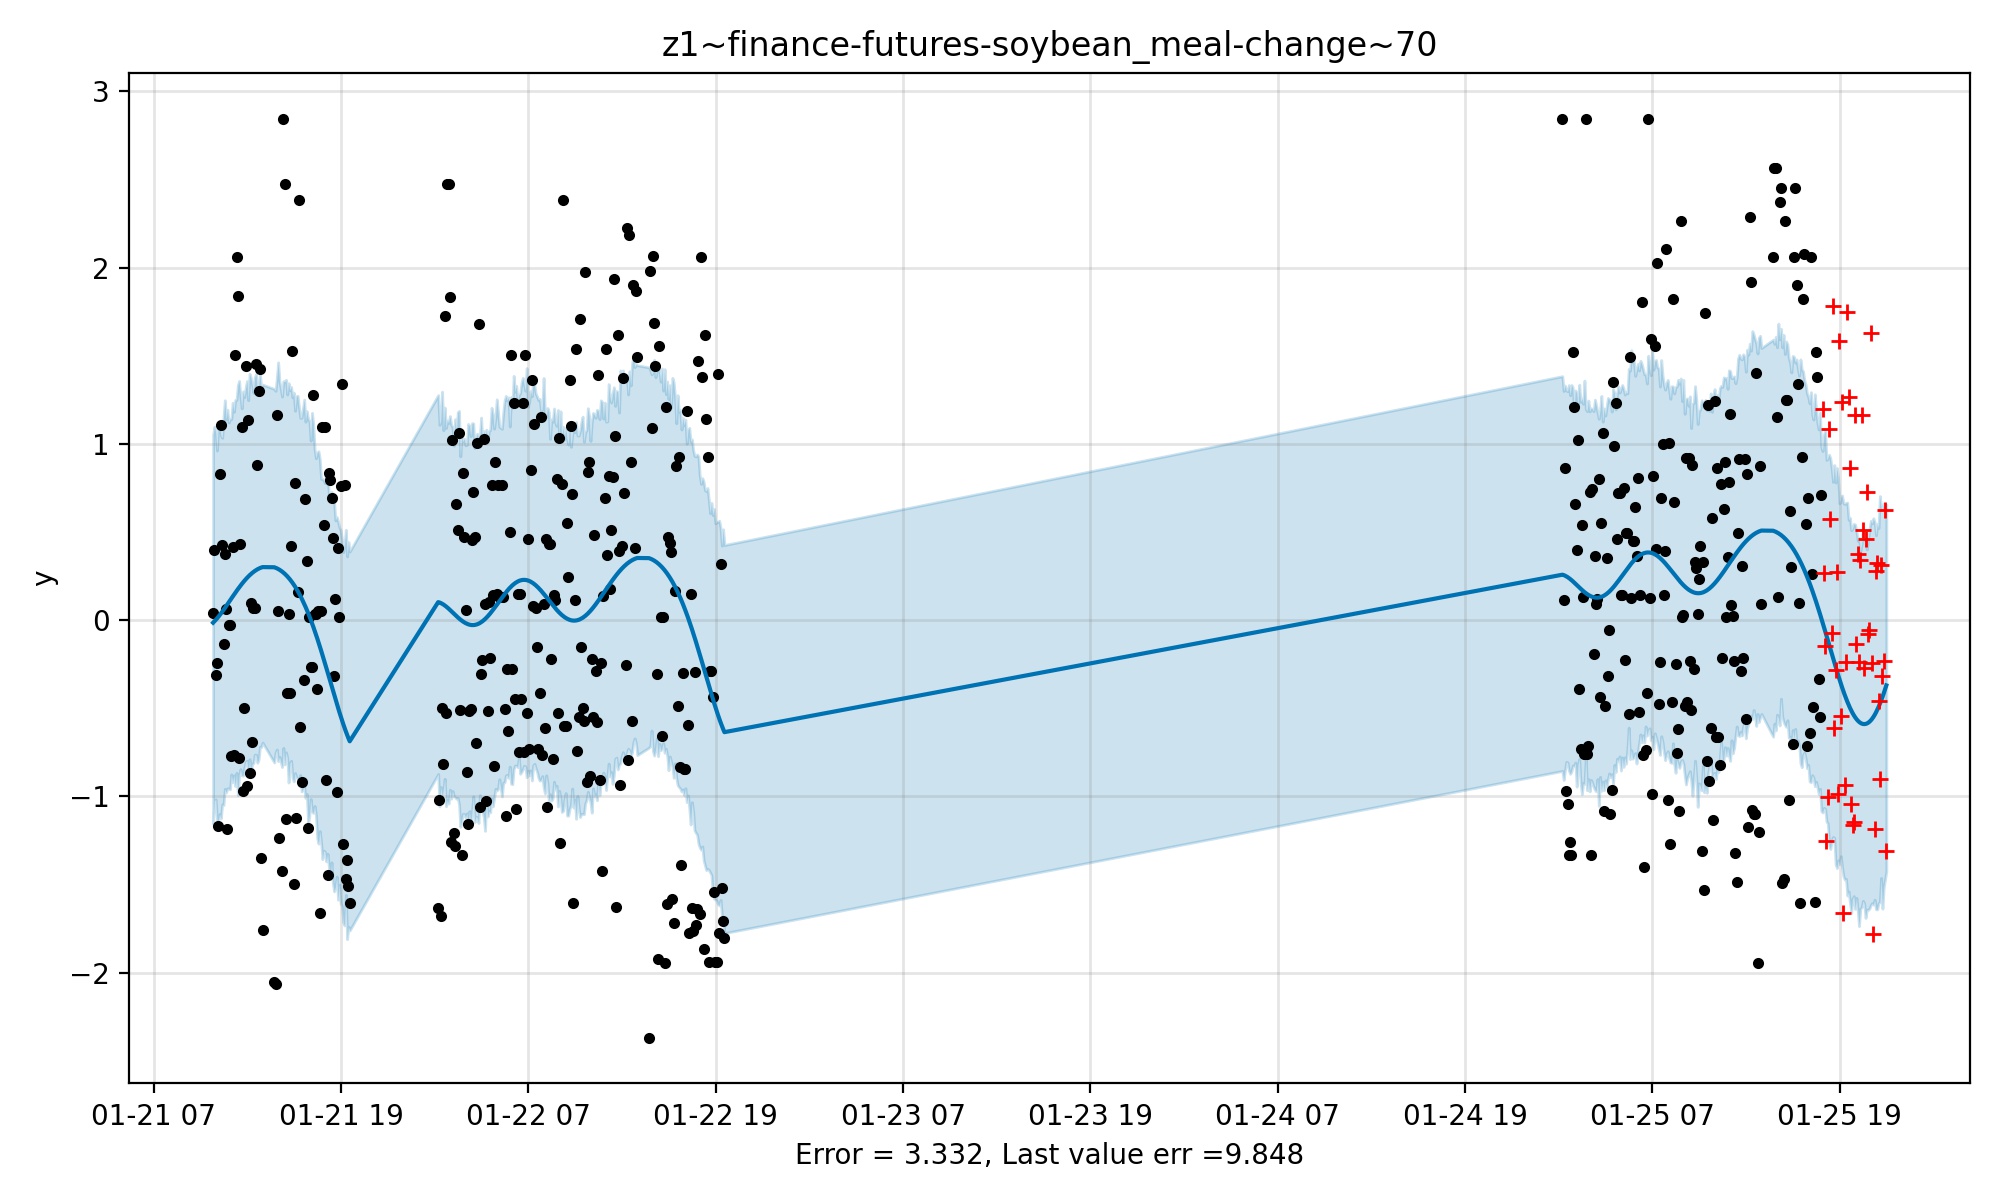 z1~finance-futures-soybean_meal-change~70
3
2
1
0
−1
−2
y
01-21 07 01-21 19 01-22 07 01-22 19 01-23 07 01-23 19 01-24 07 01-24 19 01-25 07 01-25 19
Error = 3.332, Last value err =9.848